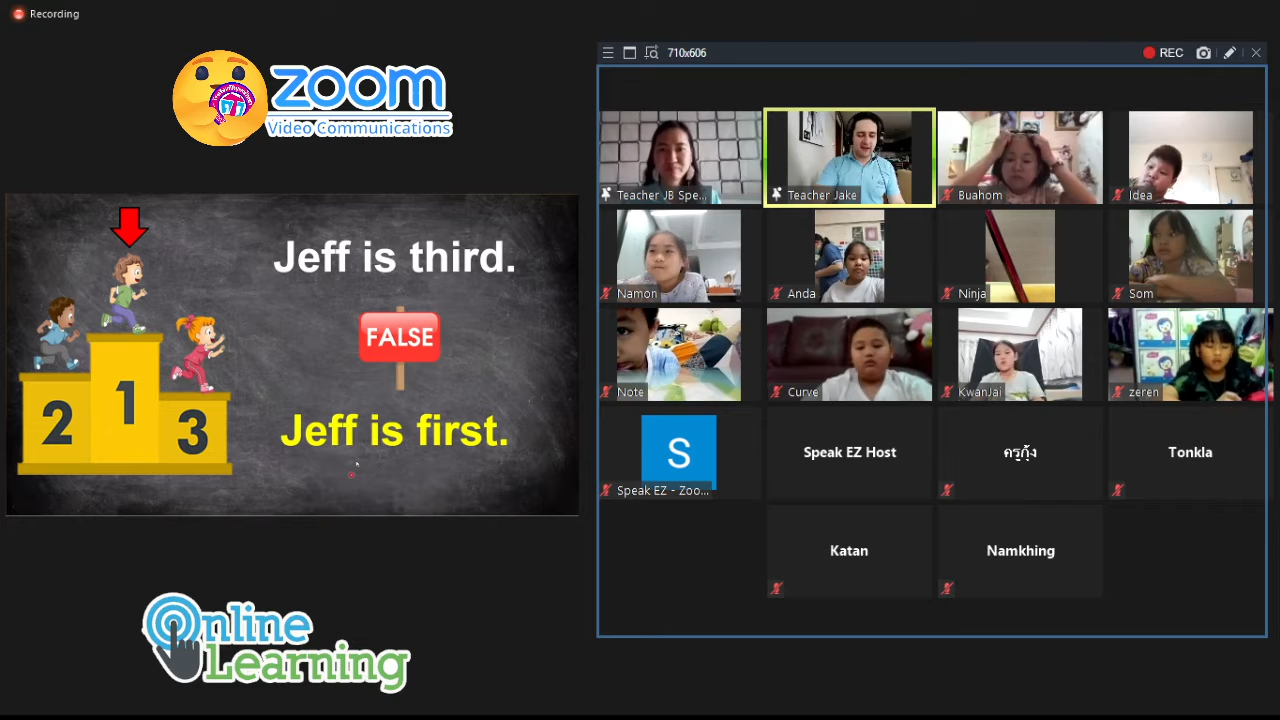 Recording
zoom
Video Communications
710x606
REC
Jeff is third.
FALSE
Jeff is first.
2
1
3
Online
Learning
Teacher JB Spe...
Teacher Jake
Buahom
Idea
Namon
Anda
Ninja
Som
Note
Curve
KwanJai
zeren
S
Speak EZ - Zoo...
Speak EZ Host
ครูกุ้ง
Tonkla
Katan
Namkhing